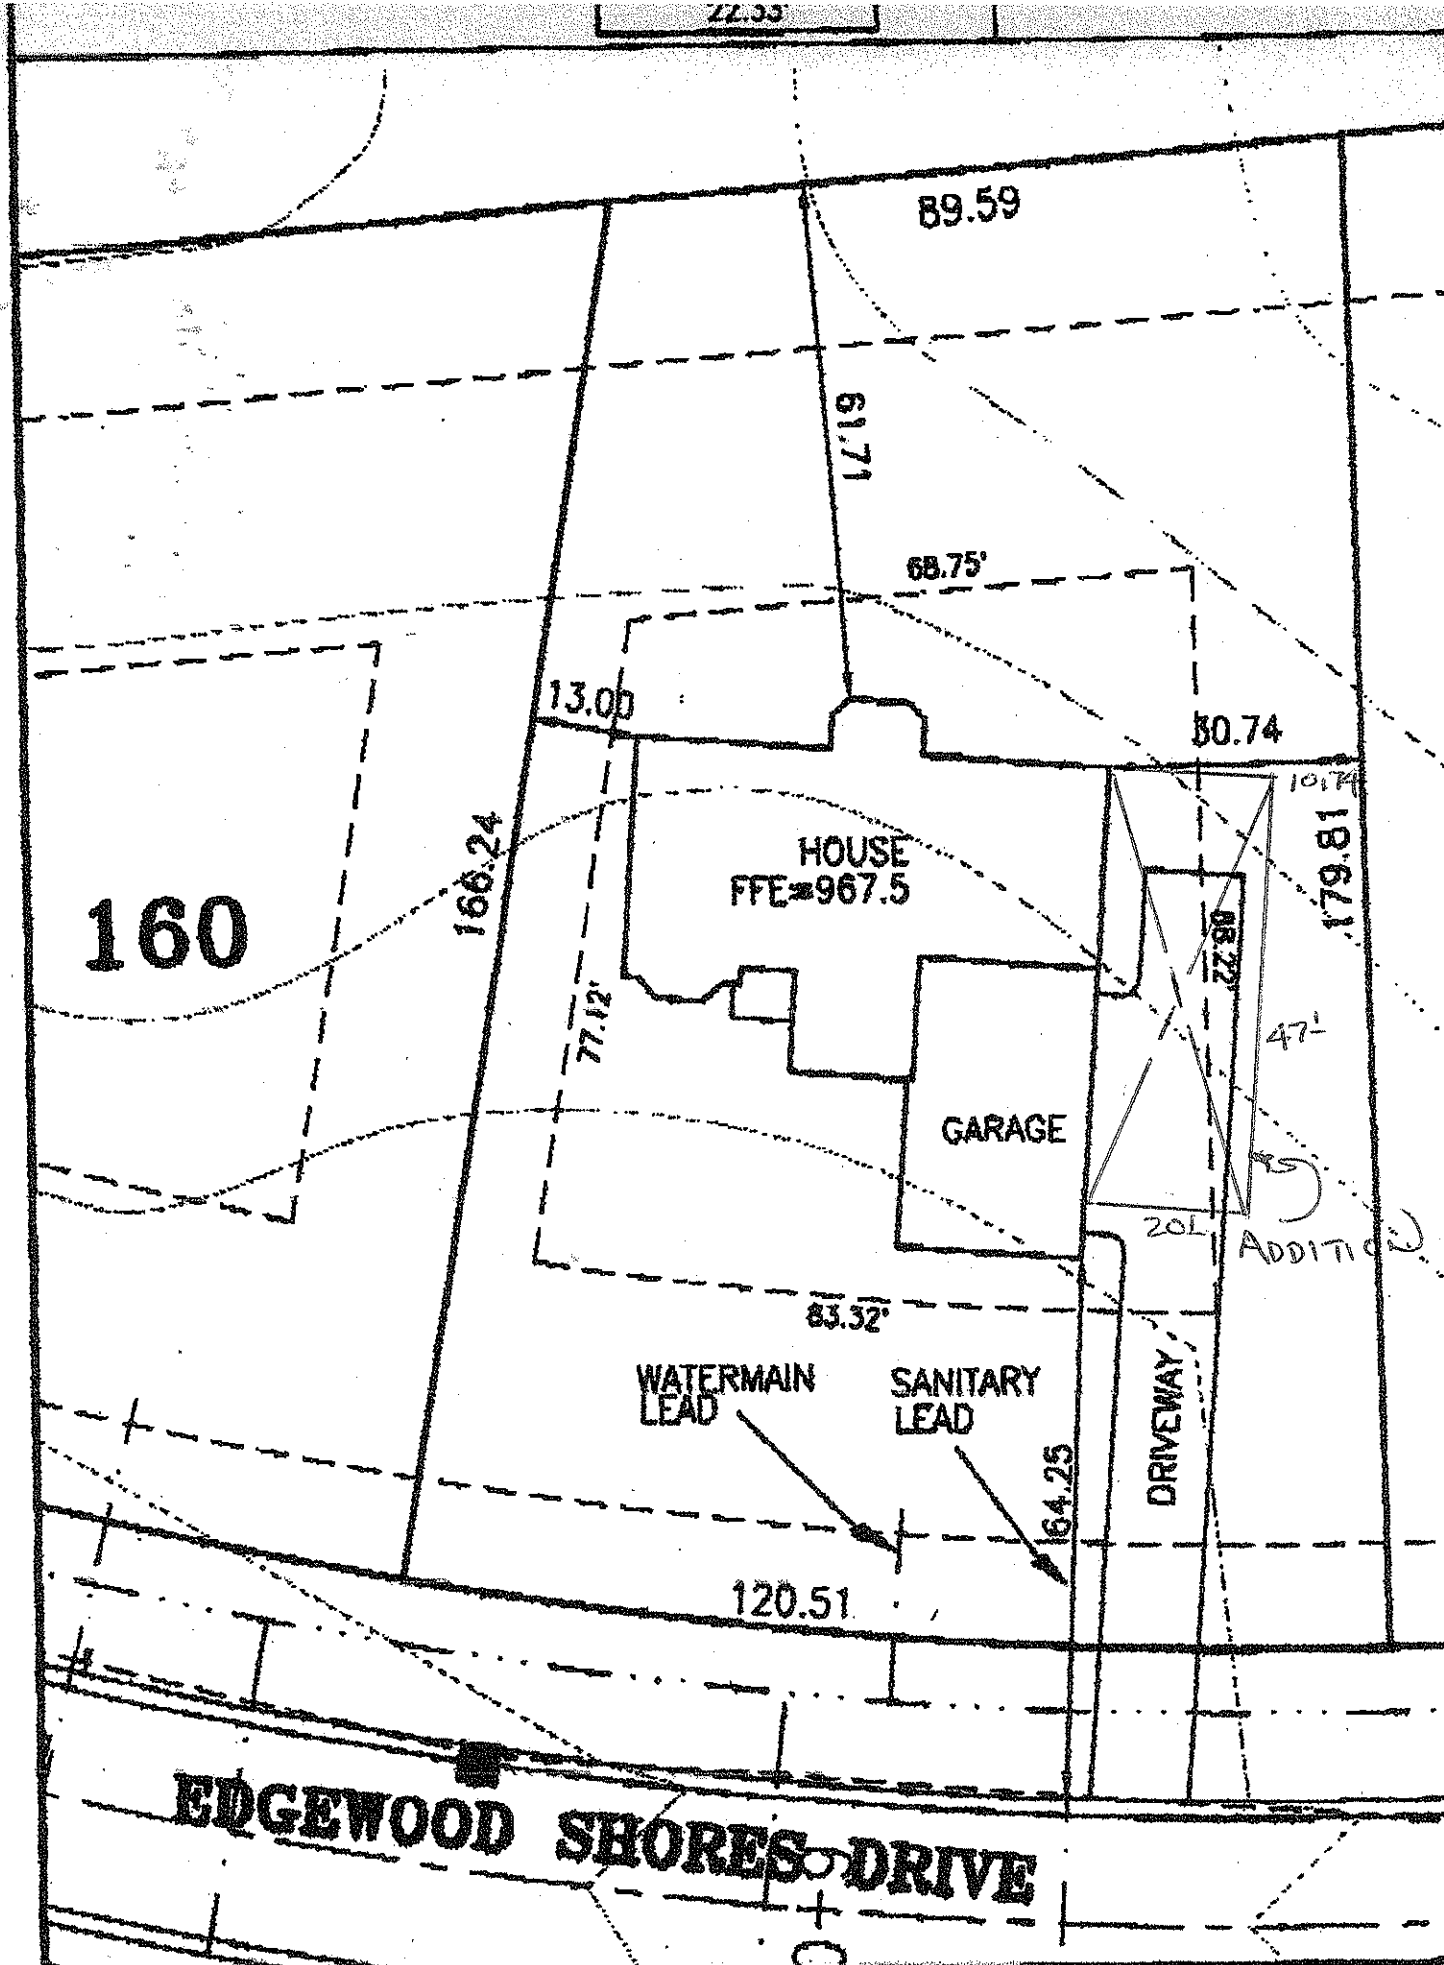 22.33'
89.59
61.71
68.75'
13.00
30.74
10.74
166.24
179.81
HOUSE
FFE=967.5
160
68.22'
77.12'
47'
GARAGE
20'
ADDITION
83.32'
WATERMAIN
LEAD
SANITARY
LEAD
DRIVEWAY
64.25
120.51
EDGEWOOD SHORES DRIVE